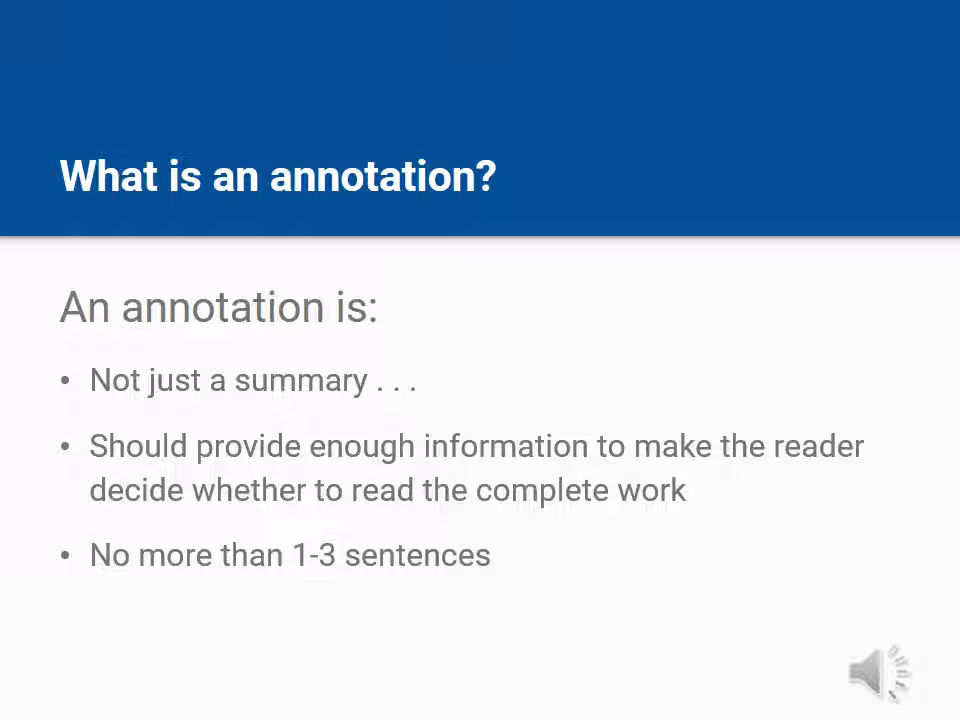 What is an annotation?
An annotation is:
• Not just a summary . . .
• Should provide enough information to make the reader
decide whether to read the complete work
• No more than 1-3 sentences